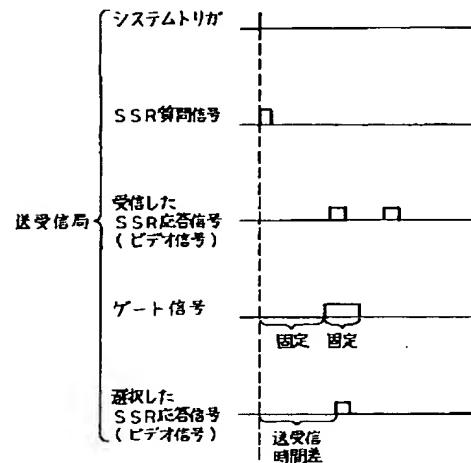 システムトリガ
SSR質問信号
受信した
SSR応答信号
(ビデオ信号)
送受信局
ゲート信号
固定
固定
選択した
SSR応答信号
(ビデオ信号)
送受信
時間差